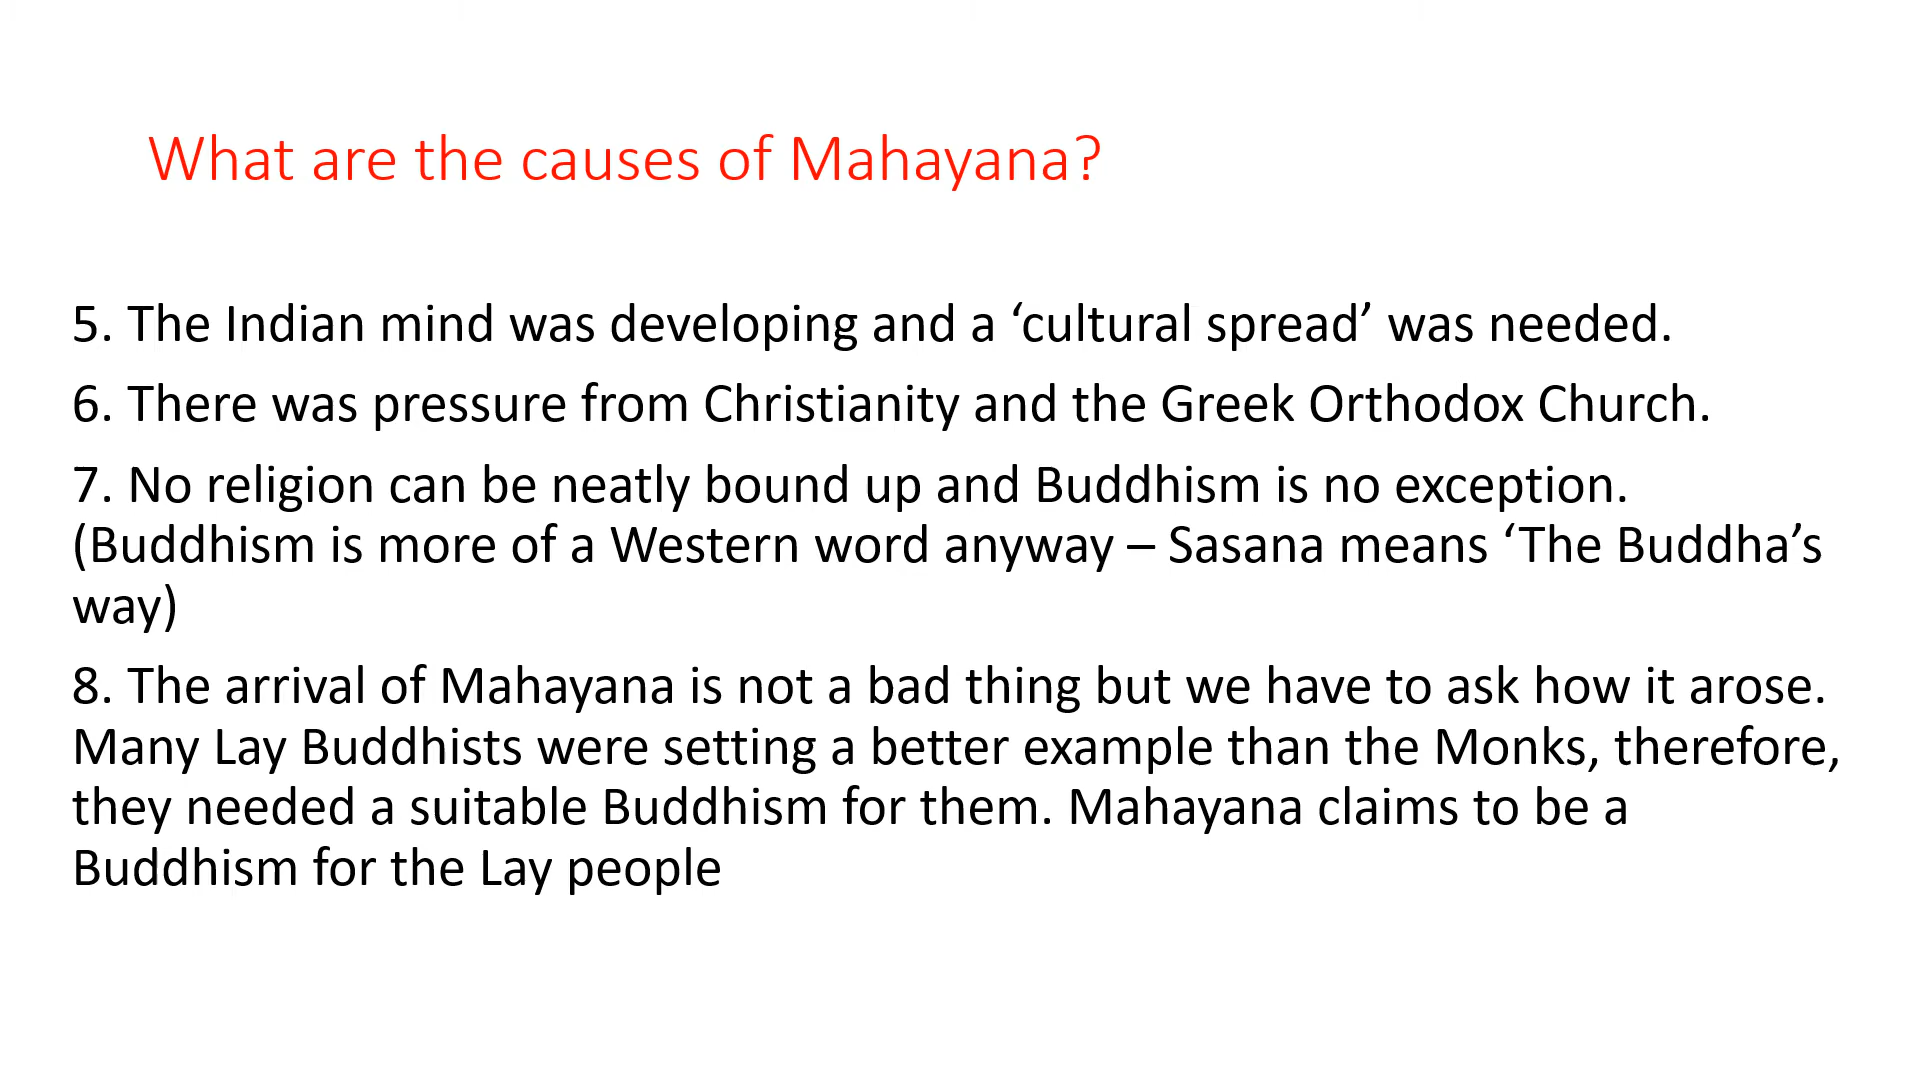 What are the causes of Mahayana?
5. The Indian mind was developing and a ‘cultural spread’ was needed.
6. There was pressure from Christianity and the Greek Orthodox Church.
7. No religion can be neatly bound up and Buddhism is no exception.
(Buddhism is more of a Western word anyway – Sasana means ‘The Buddha’s
way)
8. The arrival of Mahayana is not a bad thing but we have to ask how it arose.
Many Lay Buddhists were setting a better example than the Monks, therefore,
they needed a suitable Buddhism for them. Mahayana claims to be a
Buddhism for the Lay people